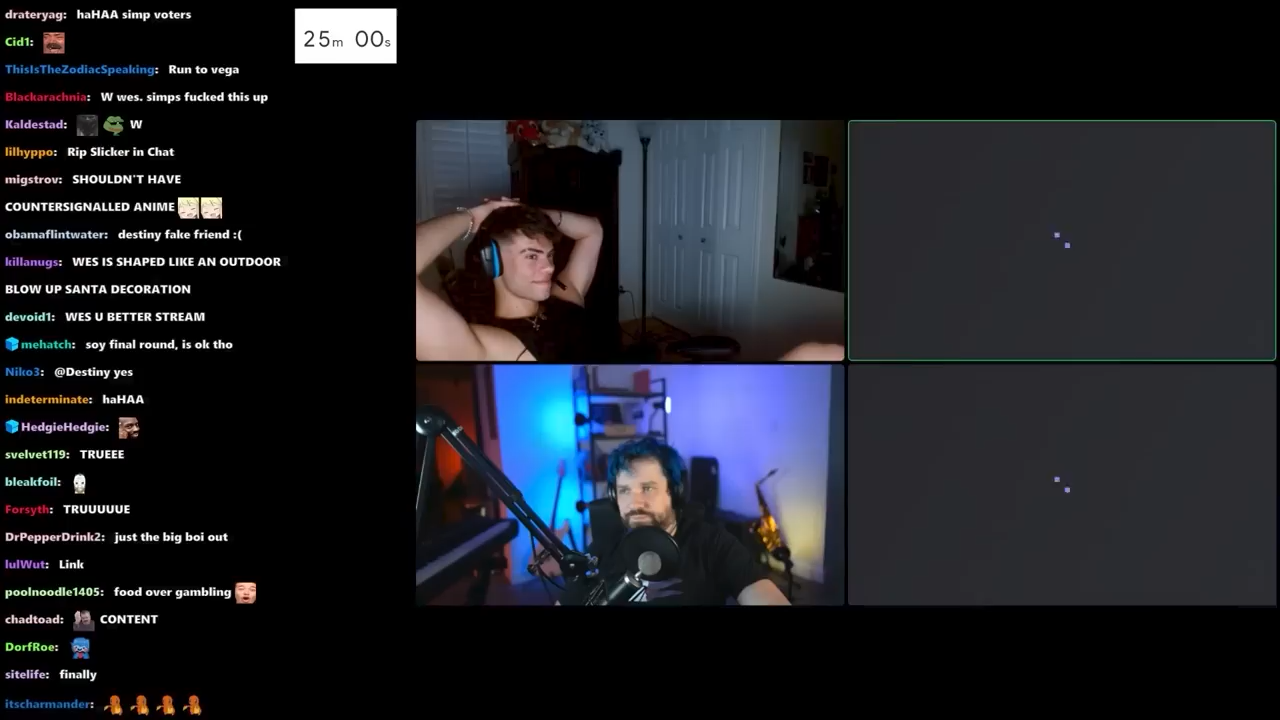 drateryag: haHAA simp voters
25m 00s
Cid1:
ThisIsTheZodiacSpeaking: Run to vega
Blackarachnia: W wes. simps fucked this up
Kaldestad: W
lilhyppo: Rip Slicker in Chat
migstrov: SHOULDN'T HAVE
COUNTERSIGNALLED ANIME
obamaflintwater: destiny fake friend :(
killanugs: WES IS SHAPED LIKE AN OUTDOOR
BLOW UP SANTA DECORATION
devoid1: WES U BETTER STREAM
mehatch: soy final round, is ok tho
Niko3: @Destiny yes
indeterminate: haHAA
HedgieHedgie:
svelvet119: TRUEEE
bleakfoil:
Forsyth: TRUUUUUE
DrPepperDrink2: just the big boi out
lulWut: Link
poolnoodle1405: food over gambling
chadtoad: CONTENT
DorfRoe:
sitelife: finally
itscharmander: